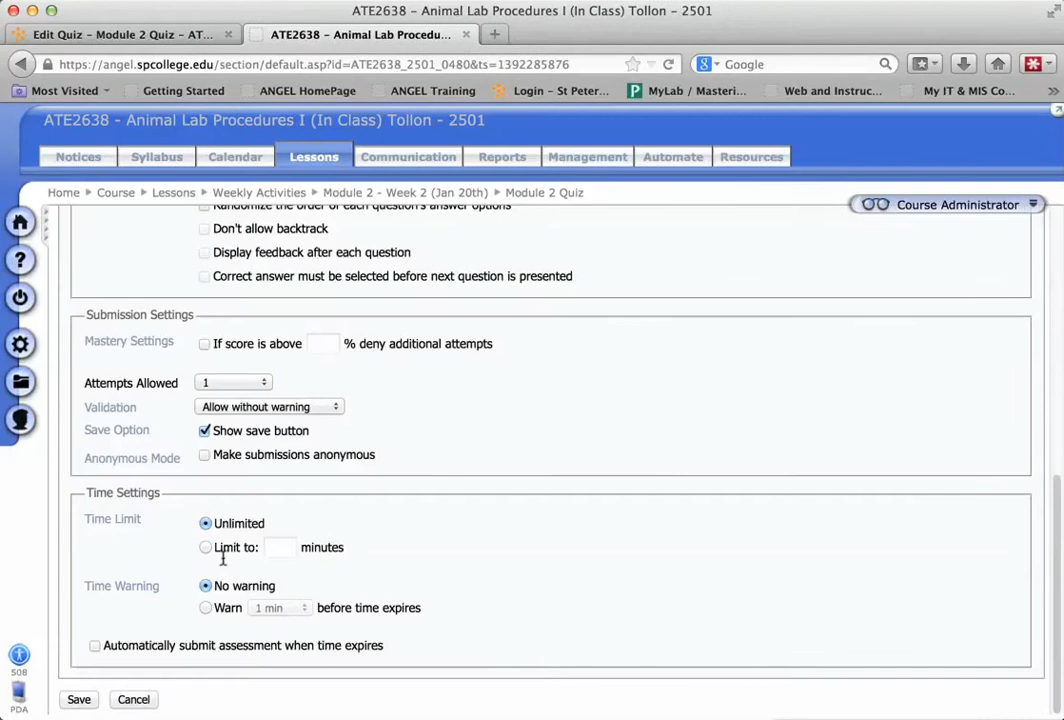 ATE2638 - Animal Lab Procedures I (In Class) Tollon - 2501
Edit Quiz - Module 2 Quiz - AT...
ATE2638 - Animal Lab Procedu...
https://angel.spcollege.edu/section/default.asp?id=ATE2638_2501_0480&ts=1392285876
Google
Most Visited
Getting Started
ANGEL HomePage
ANGEL Training
Login - St Peter...
MyLab / Masteri...
Web and Instruc...
My IT & MIS Co...
ATE2638 - Animal Lab Procedures I (In Class) Tollon - 2501
Notices Syllabus Calendar Lessons Communication Reports Management Automate Resources
Home Course Lessons Weekly Activities Module 2 - Week 2 (Jan 20th) Module 2 Quiz
Course Administrator
Randomize the order of each question's answer options
Don't allow backtrack
Display feedback after each question
Correct answer must be selected before next question is presented
Submission Settings
Mastery Settings If score is above % deny additional attempts
Attempts Allowed 1
Validation Allow without warning
Save Option Show save button
Anonymous Mode Make submissions anonymous
Time Settings
Time Limit Unlimited
Limit to: minutes
Time Warning No warning
Warn 1 min before time expires
Automatically submit assessment when time expires
508
PDA
Save Cancel